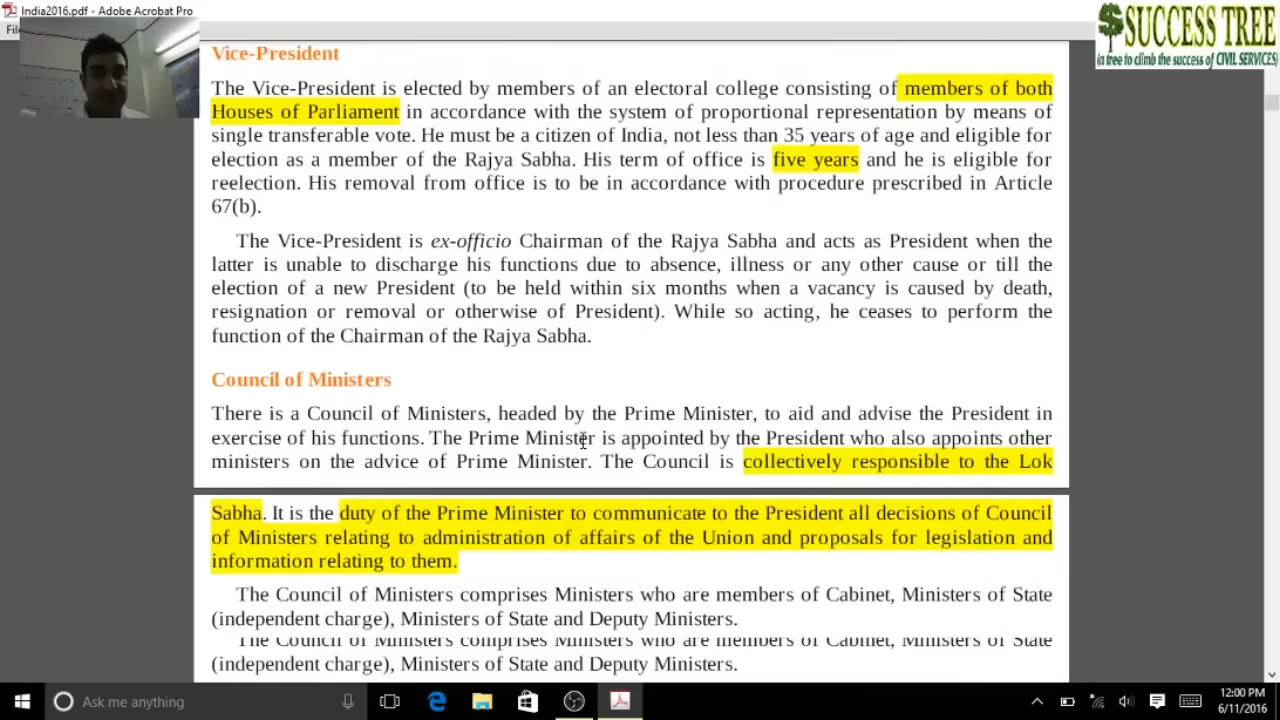 India2016.pdf - Adobe Acrobat Pro
SUCCESS TREE
(a tree to climb the success of CIVIL SERVICES)
Vice-President
The Vice-President is elected by members of an electoral college consisting of members of both
Houses of Parliament in accordance with the system of proportional representation by means of
single transferable vote. He must be a citizen of India, not less than 35 years of age and eligible for
election as a member of the Rajya Sabha. His term of office is five years and he is eligible for
reelection. His removal from office is to be in accordance with procedure prescribed in Article
67(b).
The Vice-President is ex-officio Chairman of the Rajya Sabha and acts as President when the
latter is unable to discharge his functions due to absence, illness or any other cause or till the
election of a new President (to be held within six months when a vacancy is caused by death,
resignation or removal or otherwise of President). While so acting, he ceases to perform the
function of the Chairman of the Rajya Sabha.
Council of Ministers
There is a Council of Ministers, headed by the Prime Minister, to aid and advise the President in
exercise of his functions. The Prime Minister is appointed by the President who also appoints other
ministers on the advice of Prime Minister. The Council is collectively responsible to the Lok
Sabha. It is the duty of the Prime Minister to communicate to the President all decisions of Council
of Ministers relating to administration of affairs of the Union and proposals for legislation and
information relating to them.
The Council of Ministers comprises Ministers who are members of Cabinet, Ministers of State
(independent charge), Ministers of State and Deputy Ministers.
The Council of Ministers comprises Ministers who are members of Cabinet, Ministers of State
(independent charge), Ministers of State and Deputy Ministers.
Ask me anything
12:00 PM
6/11/2016